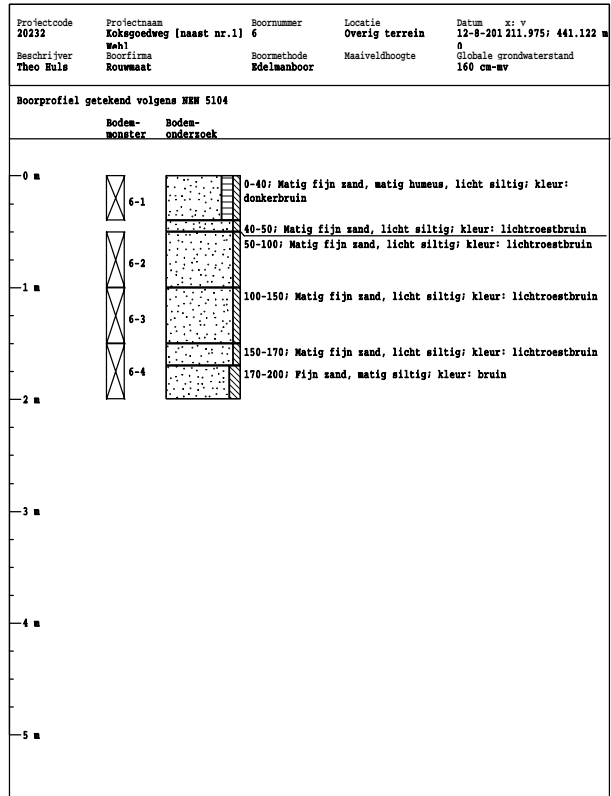 Projectcode Projectnaam Boornummer Locatie Datum x: y
20232 Koksgoedweg [naast nr.1] 6 Overig terrein 12-8-201 211.975; 441.122 m
Wehl 0
Beschrijver Boorfirma Boormethode Maaiveldhoogte Globale grondwaterstand
Theo Huls Rouwmaat Edelmanboor 160 cm-mv
Boorprofiel getekend volgens NEN 5104
Bodem- Bodem-
monster onderzoek
0 m
6-1
0-40; Matig fijn zand, matig humeus, licht siltig; kleur:
donkerbruin
40-50; Matig fijn zand, licht siltig; kleur: lichtroestbruin
50-100; Matig fijn zand, licht siltig; kleur: lichtroestbruin
6-2
1 m
100-150; Matig fijn zand, licht siltig; kleur: lichtroestbruin
6-3
150-170; Matig fijn zand, licht siltig; kleur: lichtroestbruin
6-4
170-200; Fijn zand, matig siltig; kleur: bruin
2 m
3 m
4 m
5 m